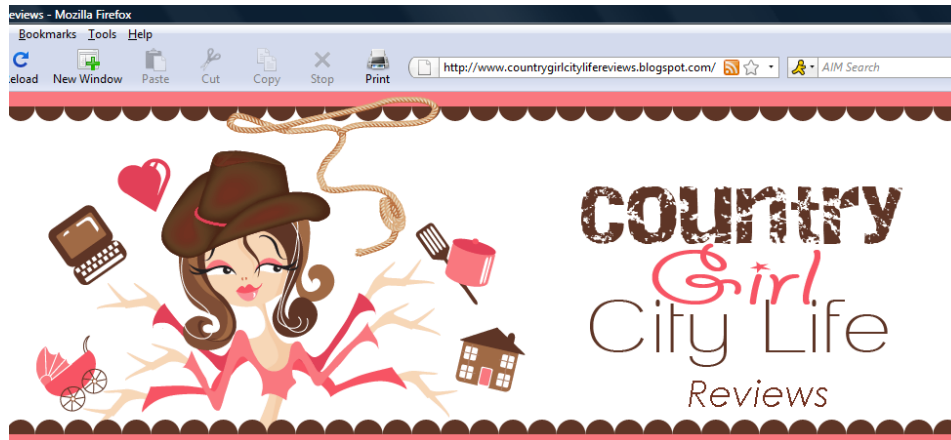 eviews - Mozilla Firefox
Bookmarks Tools Help
eload New Window Paste Cut Copy Stop Print http://www.countrygirlcitylifereviews.blogspot.com/ AIM Search
country
Girl
City Life
Reviews